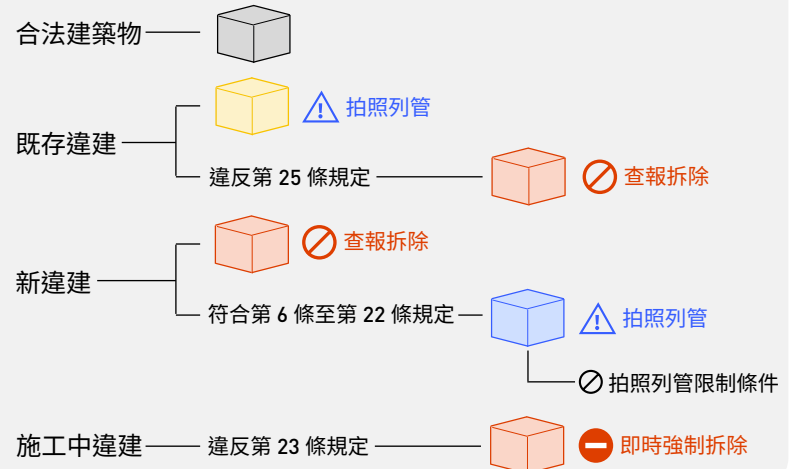 合法建築物
既存違建
拍照列管
違反第 25 條規定
查報拆除
新違建
查報拆除
符合第 6 條至第 22 條規定
拍照列管
拍照列管限制條件
施工中違建
違反第 23 條規定
即時強制拆除